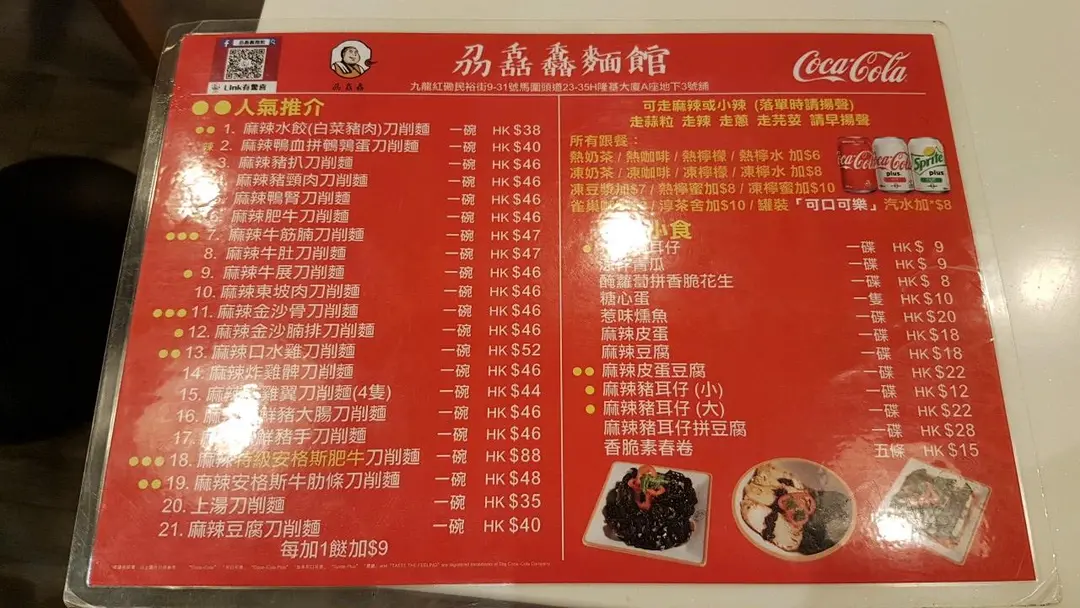 刕灥馫麵館
Coca-Cola
Link有驚喜
九龍紅磡民裕街9-31號馬圍頭道23-35H隆基大廈A座地下3號舖
人氣推介
1. 麻辣水餃(白菜豬肉)刀削麵 一碗 HK$38
2. 麻辣鴨血拼鵪鶉蛋刀削麵 一碗 HK$40
3. 麻辣豬扒刀削麵 一碗 HK$46
麻辣豬頸肉刀削麵 一碗 HK$46
麻辣鴨腎刀削麵 一碗 HK$46
麻辣肥牛刀削麵 一碗 HK$46
7. 麻辣牛筋腩刀削麵 一碗 HK$47
8. 麻辣牛肚刀削麵 一碗 HK$47
9. 麻辣牛展刀削麵 一碗 HK$46
10. 麻辣東坡肉刀削麵 一碗 HK$46
11. 麻辣金沙骨刀削麵 一碗 HK$46
12. 麻辣金沙腩排刀削麵 一碗 HK$46
13. 麻辣口水雞刀削麵 一碗 HK$52
14. 麻辣炸雞髀刀削麵 一碗 HK$46
15. 麻 雞翼刀削麵(4隻) 一碗 HK$44
16. 麻 鮮豬大腸刀削麵 一碗 HK$46
17. 鮮豬手刀削麵 一碗 HK$46
18. 麻辣特級安格斯肥牛刀削麵 一碗 HK$88
19. 麻辣安格斯牛肋條刀削麵 一碗 HK$48
20. 上湯刀削麵 一碗 HK$35
21. 麻辣豆腐刀削麵 一碗 HK$40
每加1餸加$9
可走麻辣或小辣 (落單時請揚聲)
走蒜粒 走辣 走蔥 走芫荽 請早揚聲
所有跟餐:
熱奶茶 / 熱咖啡 / 熱檸檬 / 熱檸水 加$6
凍奶茶 / 凍咖啡 / 凍檸檬 / 凍檸水 加$8
凍豆漿加$7 / 熱檸蜜加$8 / 凍檸蜜加$10
雀巢 / 淳茶舍加$10 / 罐裝「可口可樂」汽水加*$8
小食
耳仔 一碟 HK$ 9
青瓜 一碟 HK$ 9
醃蘿蔔拼香脆花生 一碟 HK$ 8
糖心蛋 一隻 HK$10
惹味燻魚 一碟 HK$20
麻辣皮蛋 一碟 HK$18
麻辣豆腐 一碟 HK$18
麻辣皮蛋豆腐 一碟 HK$22
麻辣豬耳仔 (小) 一碟 HK$12
麻辣豬耳仔 (大) 一碟 HK$22
麻辣豬耳仔拼豆腐 一碟 HK$28
香脆素春卷 五條 HK$15